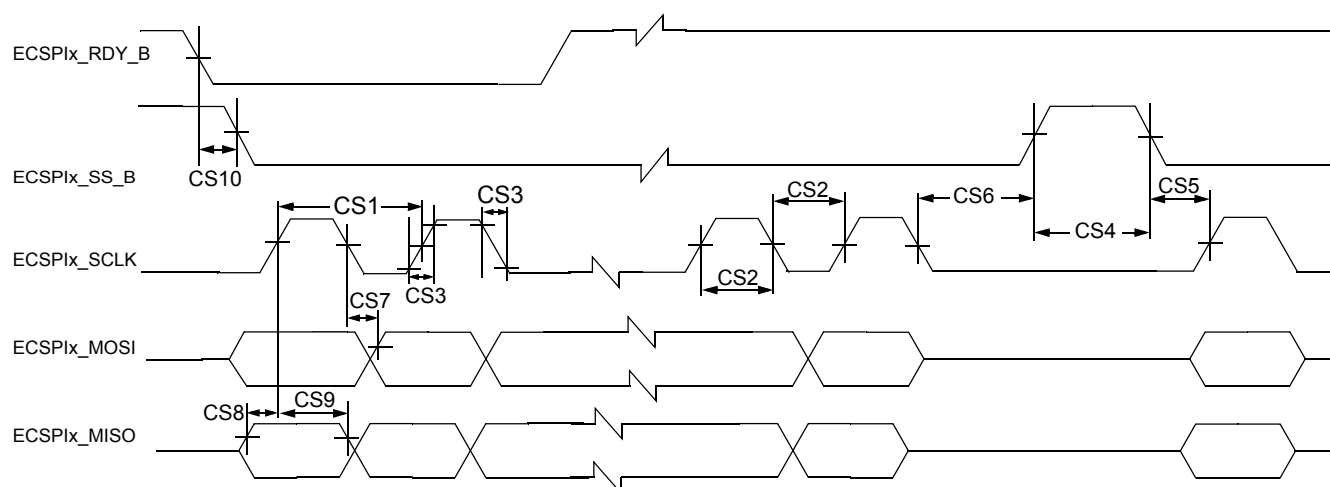 ECSPIx_RDY_B
ECSPIx_SS_B
CS10
CS1
CS3
CS2
CS6
CS5
CS4
ECSPIx_SCLK
CS3
CS2
CS7
ECSPIx_MOSI
CS8
CS9
ECSPIx_MISO